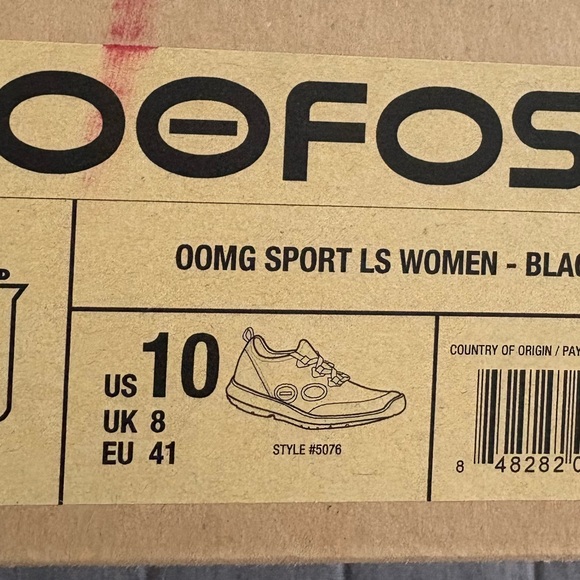 OOFOS
OOMG SPORT LS WOMEN - BLAC
US 10
UK 8
EU 41
STYLE #5076
COUNTRY OF ORIGIN / PAY
8 48282 0